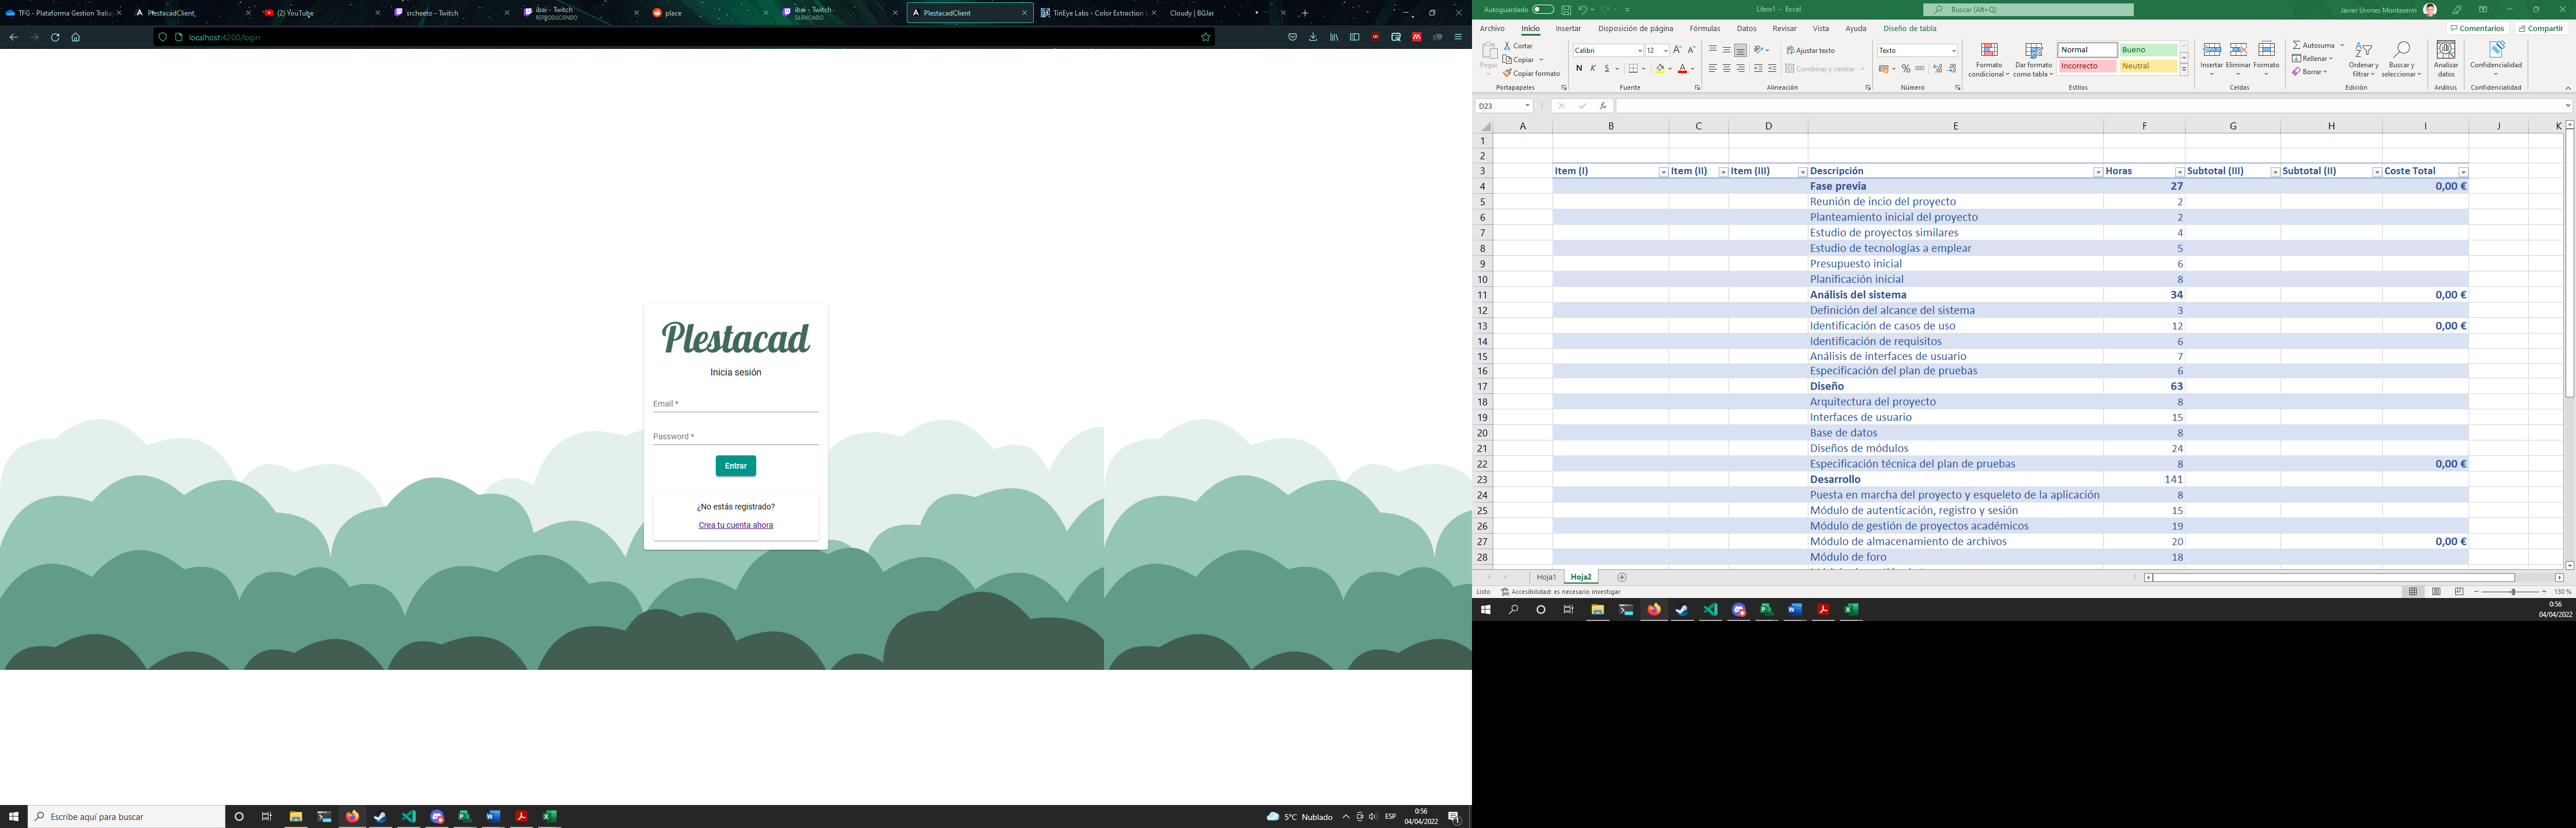 TFG - Plataforma Gestion Traba
PlestacadClient
(2) YouTube
srcheeto - Twitch
ibai - Twitch
REPRODUCIENDO
place
ibai - Twitch
SILENCIADO
PlestacadClient
TinEye Labs - Color Extraction
Cloudy | BGJar
localhost:4200/login
Plestacad
Inicia sesión
Email *
Password *
Entrar
¿No estás registrado?
Crea tu cuenta ahora
Escribe aquí para buscar
5°C Nublado
ESP
0:56
04/04/2022
Autoguardado
Libro1 - Excel
Buscar (Alt+Q)
Javier Urones Monteserín
Archivo Inicio Insertar Disposición de página Fórmulas Datos Revisar Vista Ayuda Diseño de tabla
Comentarios Compartir
Pegar
Cortar
Copiar
Copiar formato
Portapapeles
Calibri 12
N K S
Fuente
Ajustar texto
Combinar y centrar
Alineación
Texto
% 000
Número
Formato condicional
Dar formato como tabla
Normal Bueno
Incorrecto Neutral
Estilos
Insertar Eliminar Formato
Celdas
Autosuma
Rellenar
Borrar
Ordenar y filtrar
Buscar y seleccionar
Edición
Analizar datos
Análisis
Confidencialidad
Confidencialidad
D23
fx
A B C D E F G H I J K
1
2
3 Item (I) Item (II) Item (III) Descripción Horas Subtotal (III) Subtotal (II) Coste Total
4 Fase previa 27 0,00 €
5 Reunión de incio del proyecto 2
6 Planteamiento inicial del proyecto 2
7 Estudio de proyectos similares 4
8 Estudio de tecnologías a emplear 5
9 Presupuesto inicial 6
10 Planificación inicial 8
11 Análisis del sistema 34 0,00 €
12 Definición del alcance del sistema 3
13 Identificación de casos de uso 12 0,00 €
14 Identificación de requisitos 6
15 Análisis de interfaces de usuario 7
16 Especificación del plan de pruebas 6
17 Diseño 63
18 Arquitectura del proyecto 8
19 Interfaces de usuario 15
20 Base de datos 8
21 Diseños de módulos 24
22 Especificación técnica del plan de pruebas 8 0,00 €
23 Desarrollo 141
24 Puesta en marcha del proyecto y esqueleto de la aplicación 8
25 Módulo de autenticación, registro y sesión 15
26 Módulo de gestión de proyectos académicos 19
27 Módulo de almacenamiento de archivos 20 0,00 €
28 Módulo de foro 18
Hoja1 Hoja2
Listo
Accesibilidad: es necesario investigar
130 %
0:56
04/04/2022